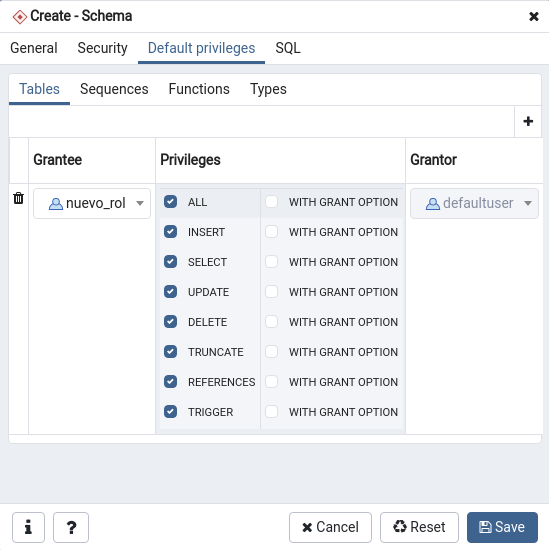 Create - Schema
General Security Default privileges SQL
Tables Sequences Functions Types
Grantee Privileges Grantor
nuevo_rol ALL WITH GRANT OPTION defaultuser
INSERT WITH GRANT OPTION
SELECT WITH GRANT OPTION
UPDATE WITH GRANT OPTION
DELETE WITH GRANT OPTION
TRUNCATE WITH GRANT OPTION
REFERENCES WITH GRANT OPTION
TRIGGER WITH GRANT OPTION
i ? Cancel Reset Save